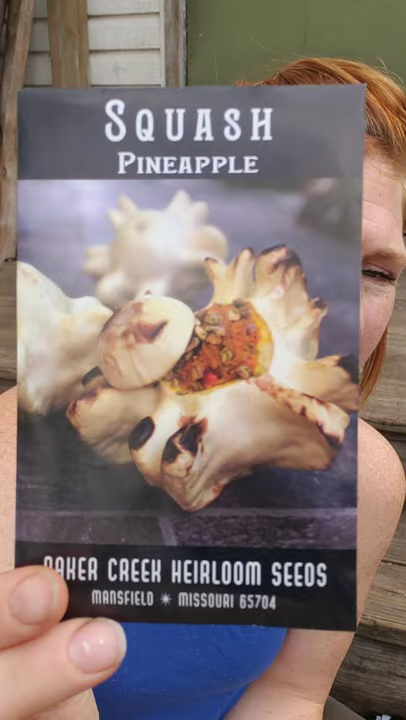 SQUASH
PINEAPPLE
BAKER CREEK HEIRLOOM SEEDS
MANSFIELD ✴ MISSOURI 65704